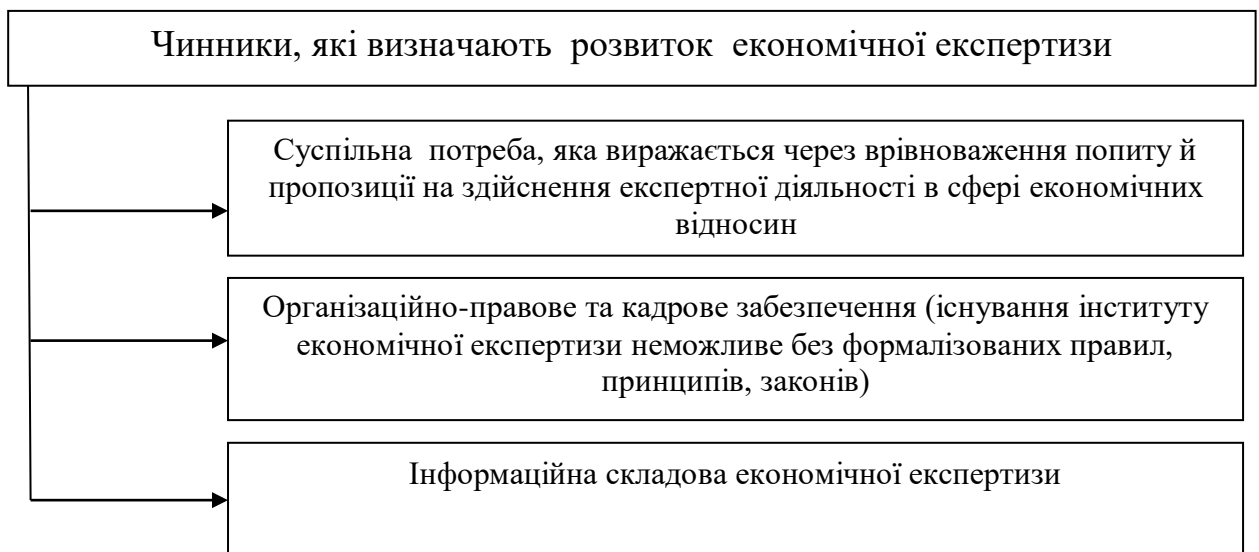 Чинники, які визначають розвиток економічної експертизи
Суспільна потреба, яка виражається через врівноваження попиту й
пропозиції на здійснення експертної діяльності в сфері економічних
відносин
Організаційно-правове та кадрове забезпечення (існування інституту
економічної експертизи неможливе без формалізованих правил,
принципів, законів)
Інформаційна складова економічної експертизи